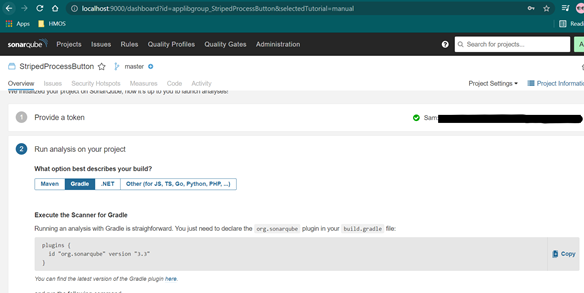 localhost:9000/dashboard?id=applibgroup_StripedProcessButton&selectedTutorial=manual
Apps HMOS Read
sonarqube Projects Issues Rules Quality Profiles Quality Gates Administration ? Search for projects... A
StripedProcessButton master
Overview Issues Security Hotspots Measures Code Activity Project Settings Project Informatio
We initialized your project on SonarQube, now it's up to you to launch analyses!
1 Provide a token Sam
2 Run analysis on your project
What option best describes your build?
Maven Gradle .NET Other (for JS, TS, Go, Python, PHP, ...)
Execute the Scanner for Gradle
Running an analysis with Gradle is straighforward. You just need to declare the org.sonarqube plugin in your build.gradle file:
plugins {
id "org.sonarqube" version "3.3"
}
Copy
You can find the latest version of the Gradle plugin here.